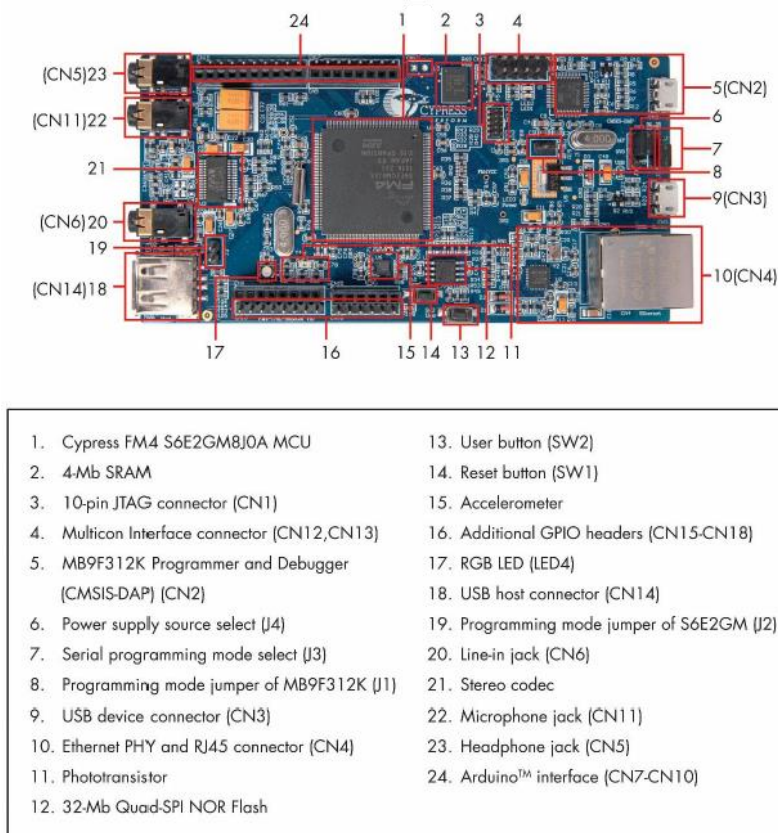 24 1 2 3 4
(CN5)23
5(CN2)
(CN11)22
CYPRESS
6
21
FM4
7
8
(CN6)20
9(CN3)
19
10(CN4)
(CN14)18
17 16 15 14 13 12 11
1. Cypress FM4 S6E2GM8J0A MCU
2. 4-Mb SRAM
3. 10-pin JTAG connector (CN1)
4. Multicon Interface connector (CN12,CN13)
5. MB9F312K Programmer and Debugger
(CMSIS-DAP) (CN2)
6. Power supply source select (J4)
7. Serial programming mode select (J3)
8. Programming mode jumper of MB9F312K (J1)
9. USB device connector (CN3)
10. Ethernet PHY and RJ45 connector (CN4)
11. Phototransistor
12. 32-Mb Quad-SPI NOR Flash
13. User button (SW2)
14. Reset button (SW1)
15. Accelerometer
16. Additional GPIO headers (CN15-CN18)
17. RGB LED (LED4)
18. USB host connector (CN14)
19. Programming mode jumper of S6E2GM (J2)
20. Line-in jack (CN6)
21. Stereo codec
22. Microphone jack (CN11)
23. Headphone jack (CN5)
24. Arduino™ interface (CN7-CN10)